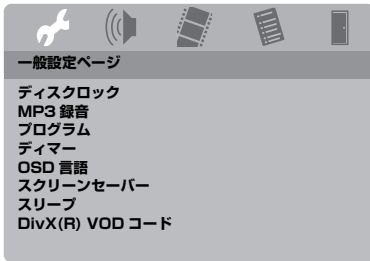 一般設定ページ
ディスクロック
MP3 録音
プログラム
ディマー
OSD 言語
スクリーンセーバー
スリープ
DivX(R) VOD コード